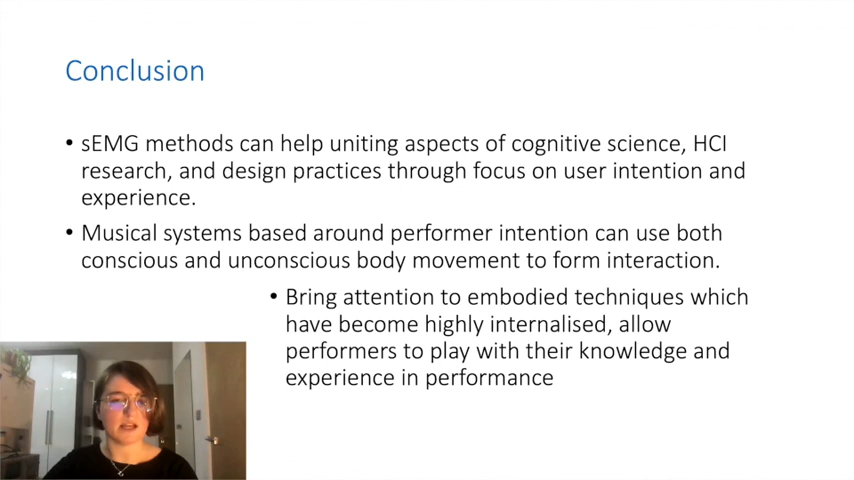 Conclusion
• sEMG methods can help uniting aspects of cognitive science, HCI
research, and design practices through focus on user intention and
experience.
• Musical systems based around performer intention can use both
conscious and unconscious body movement to form interaction.
• Bring attention to embodied techniques which
have become highly internalised, allow
performers to play with their knowledge and
experience in performance